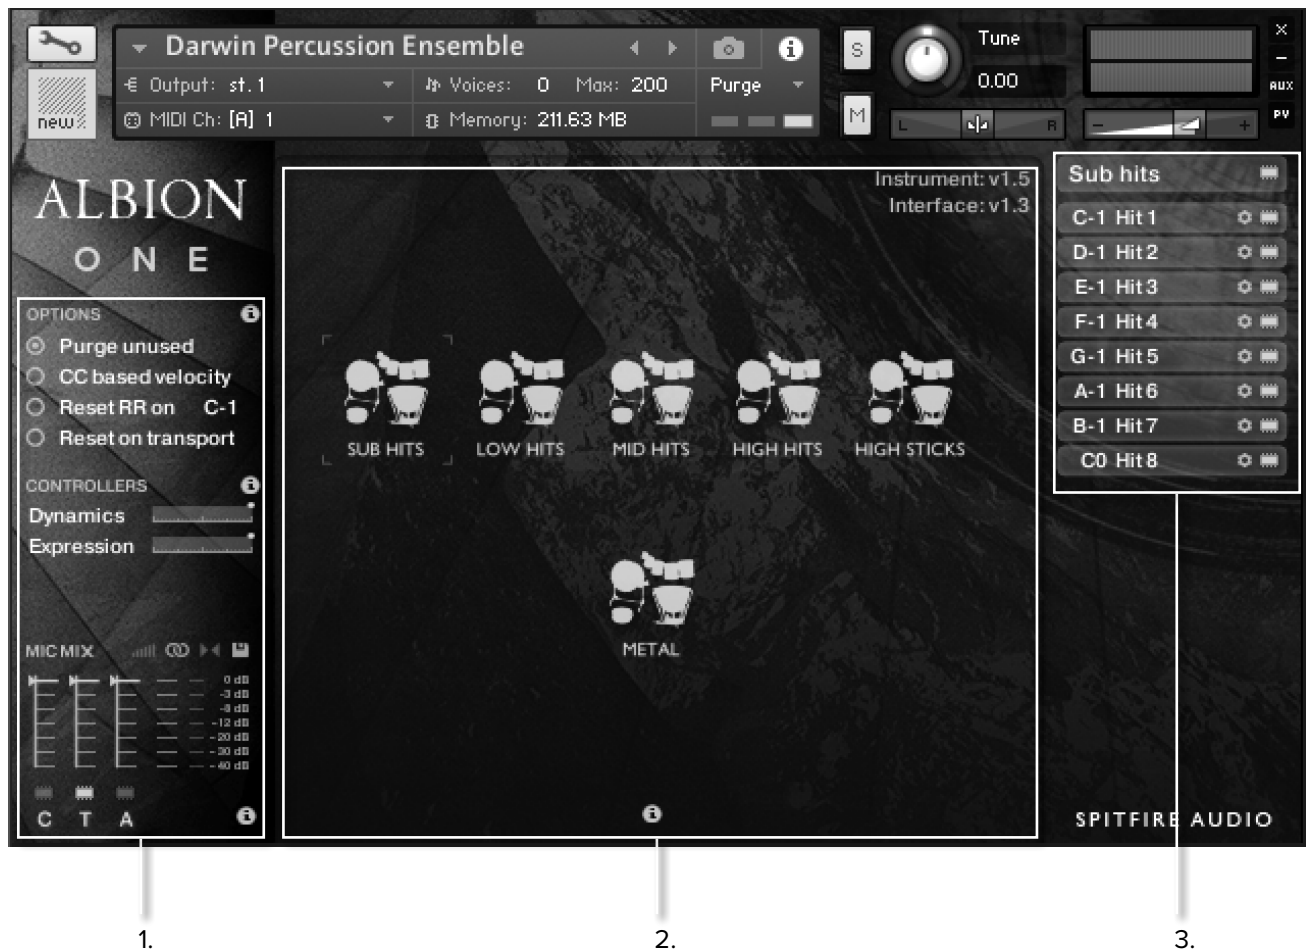 Darwin Percussion Ensemble
Output: st.1
Voices: 0 Max: 200
Purge
MIDI Ch: [A] 1
Memory: 211.63 MB
new
S
M
Tune
0.00
L
R
-
+
×
-
AUX
PV
ALBION
ONE
OPTIONS
Purge unused
CC based velocity
Reset RR on C-1
Reset on transport
CONTROLLERS
Dynamics
Expression
MIC MIX
0 dB
-3 dB
-8 dB
-12 dB
-20 dB
-30 dB
-40 dB
C T A
Instrument: v1.5
Interface: v1.3
SUB HITS
LOW HITS
MID HITS
HIGH HITS
HIGH STICKS
METAL
Sub hits
C-1 Hit 1
D-1 Hit 2
E-1 Hit 3
F-1 Hit 4
G-1 Hit 5
A-1 Hit 6
B-1 Hit 7
C0 Hit 8
SPITFIRE AUDIO
1.
2.
3.